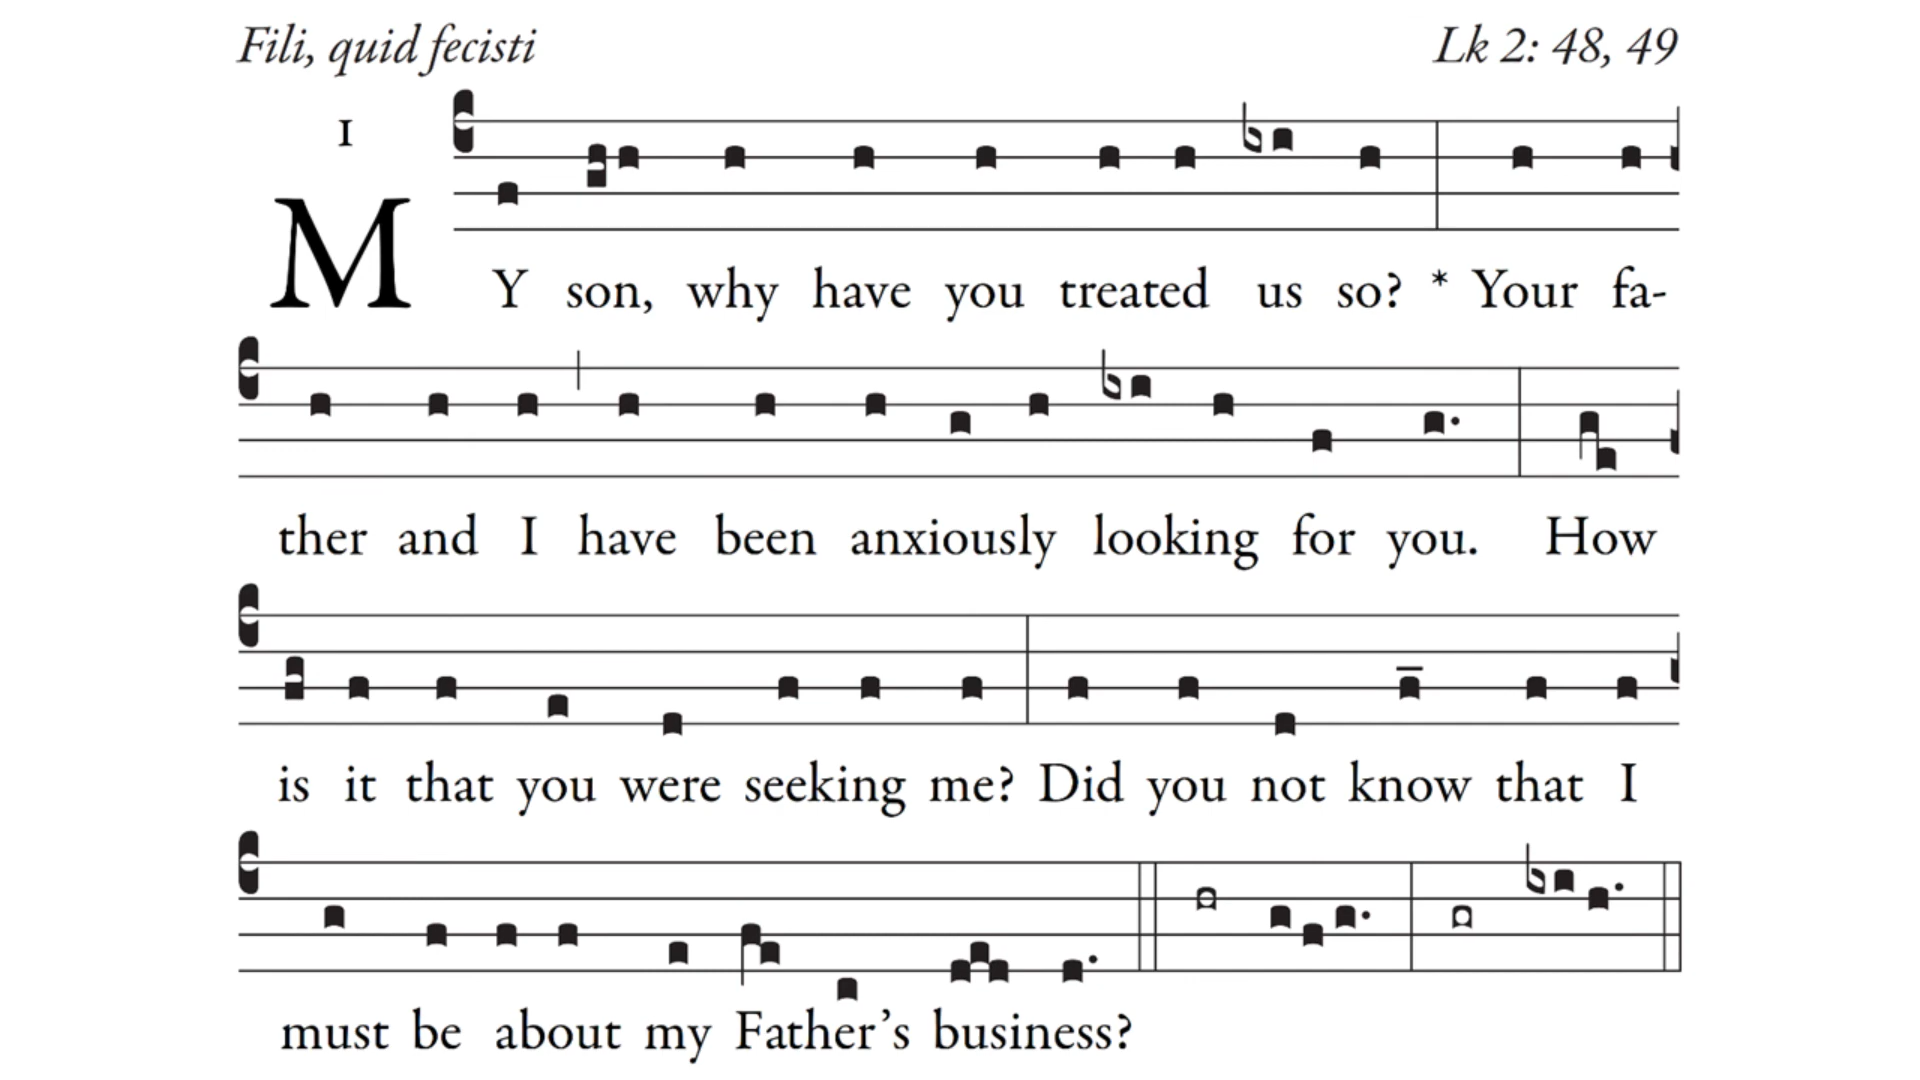 Fili, quid fecisti Lk 2: 48, 49
1
MY son, why have you treated us so? * Your fa-
ther and I have been anxiously looking for you. How
is it that you were seeking me? Did you not know that I
must be about my Father’s business?